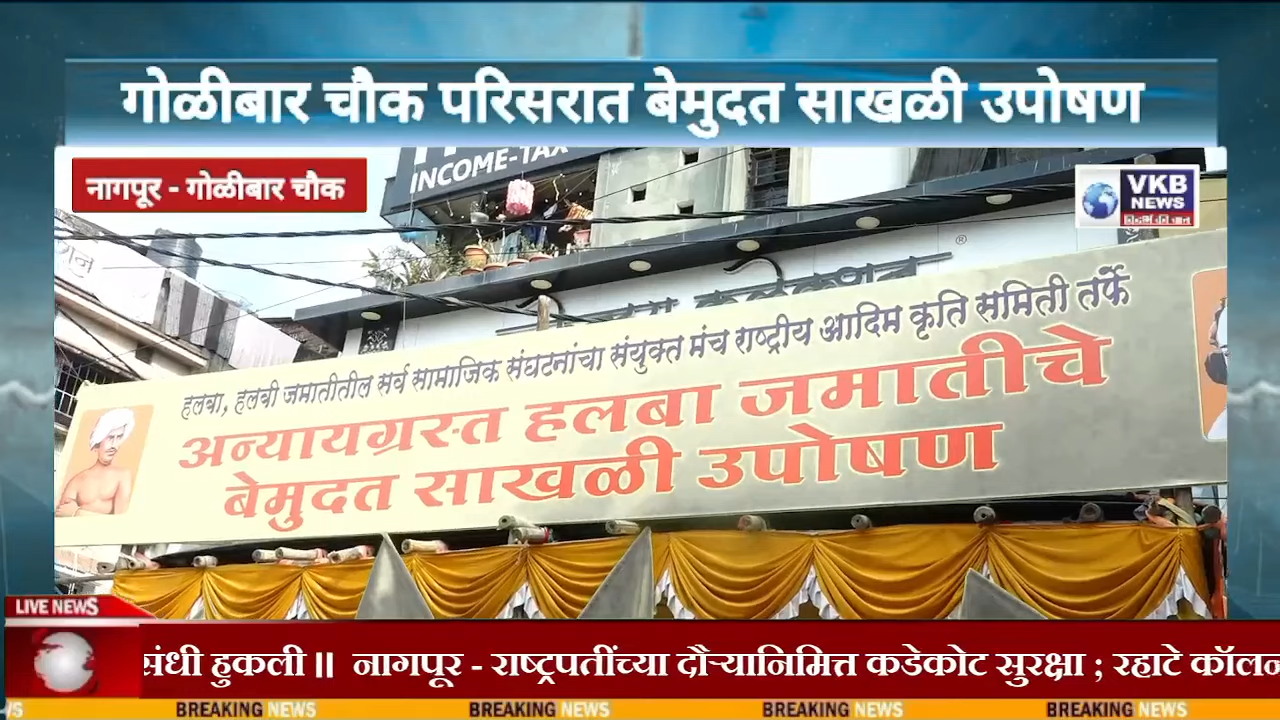 गोळीबार चौक परिसरात बेमुदत साखळी उपोषण
नागपूर - गोळीबार चौक
INCOME-TAX
VKB
NEWS
®
हलबा, हलबी जमातीतील सर्व सामाजिक संघटनांचा संयुक्त मंच राष्ट्रीय आदिम कृति समिती तर्फे
अन्यायग्रस्त हलबा जमातीचे
बेमुदत साखळी उपोषण
LIVE NEWS
संधी हुकली || नागपूर - राष्ट्रपतींच्या दौऱ्यानिमित्त कडेकोट सुरक्षा ; रहाटे कॉलन
BREAKING NEWS BREAKING NEWS BREAKING NEWS BREAKING NEWS